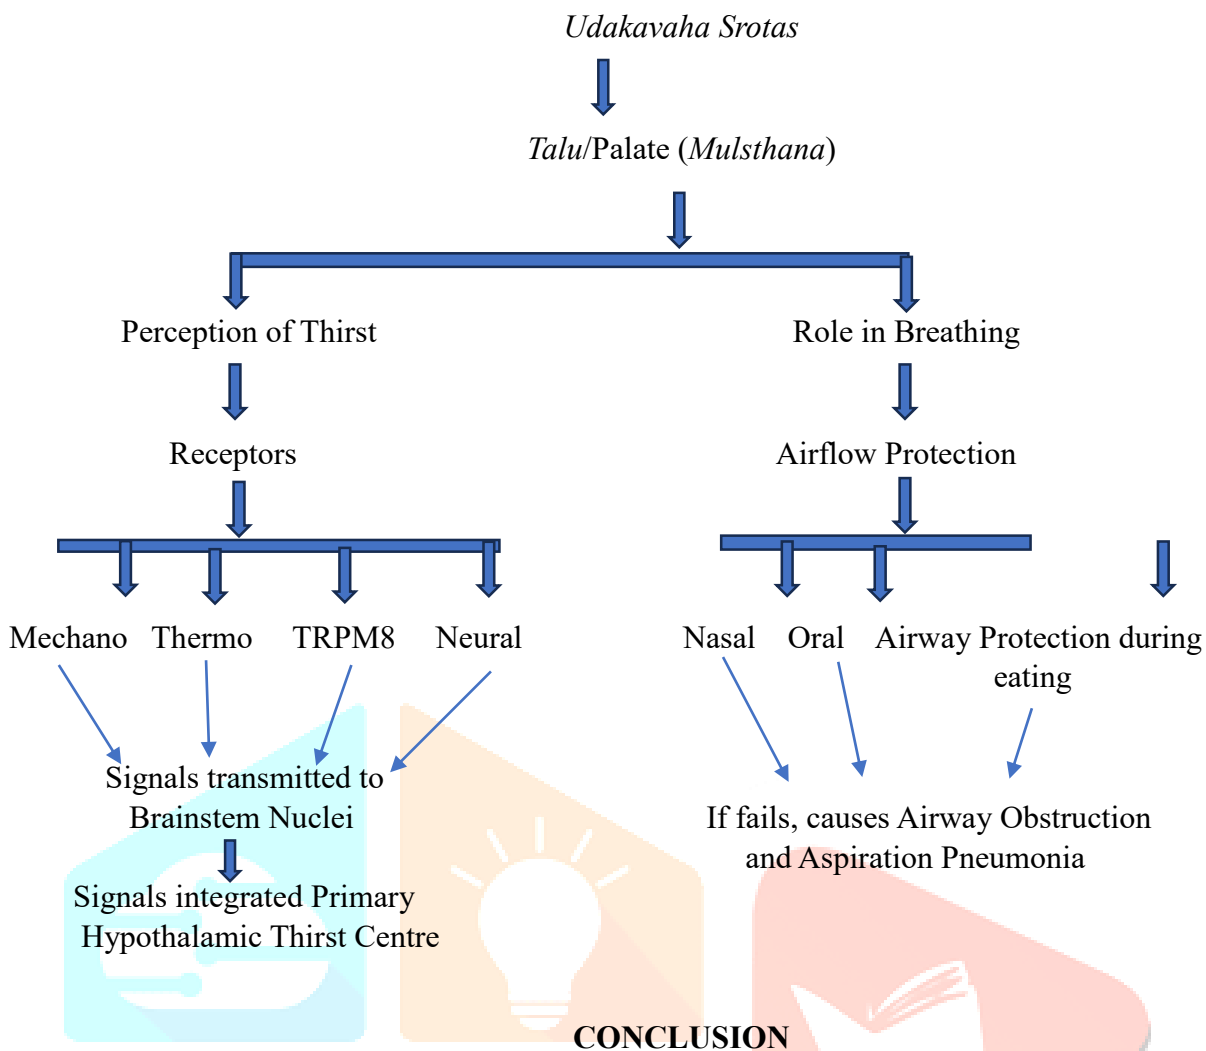 Udakavaha Srotas
Talu/Palate (Mulsthana)
Perception of Thirst
Role in Breathing
Receptors
Airflow Protection
Mechano Thermo TRPM8 Neural
Nasal Oral Airway Protection during
eating
Signals transmitted to
Brainstem Nuclei
If fails, causes Airway Obstruction
and Aspiration Pneumonia
Signals integrated Primary
Hypothalamic Thirst Centre
CONCLUSION